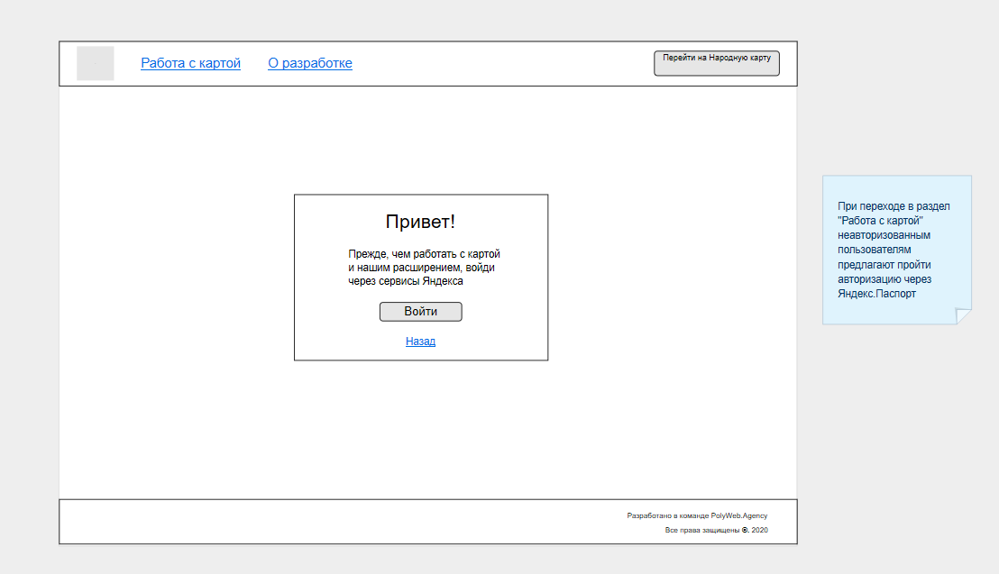 Работа с картой
О разработке
Перейти на Народную карту
Привет!
Прежде, чем работать с картой
и нашим расширением, войди
через сервисы Яндекса
Войти
Назад
При переходе в раздел
"Работа с картой"
неавторизованным
пользователям
предлагают пройти
авторизацию через
Яндекс.Паспорт
Разработано в команде PolyWeb.Agency
Все права защищены ®. 2020